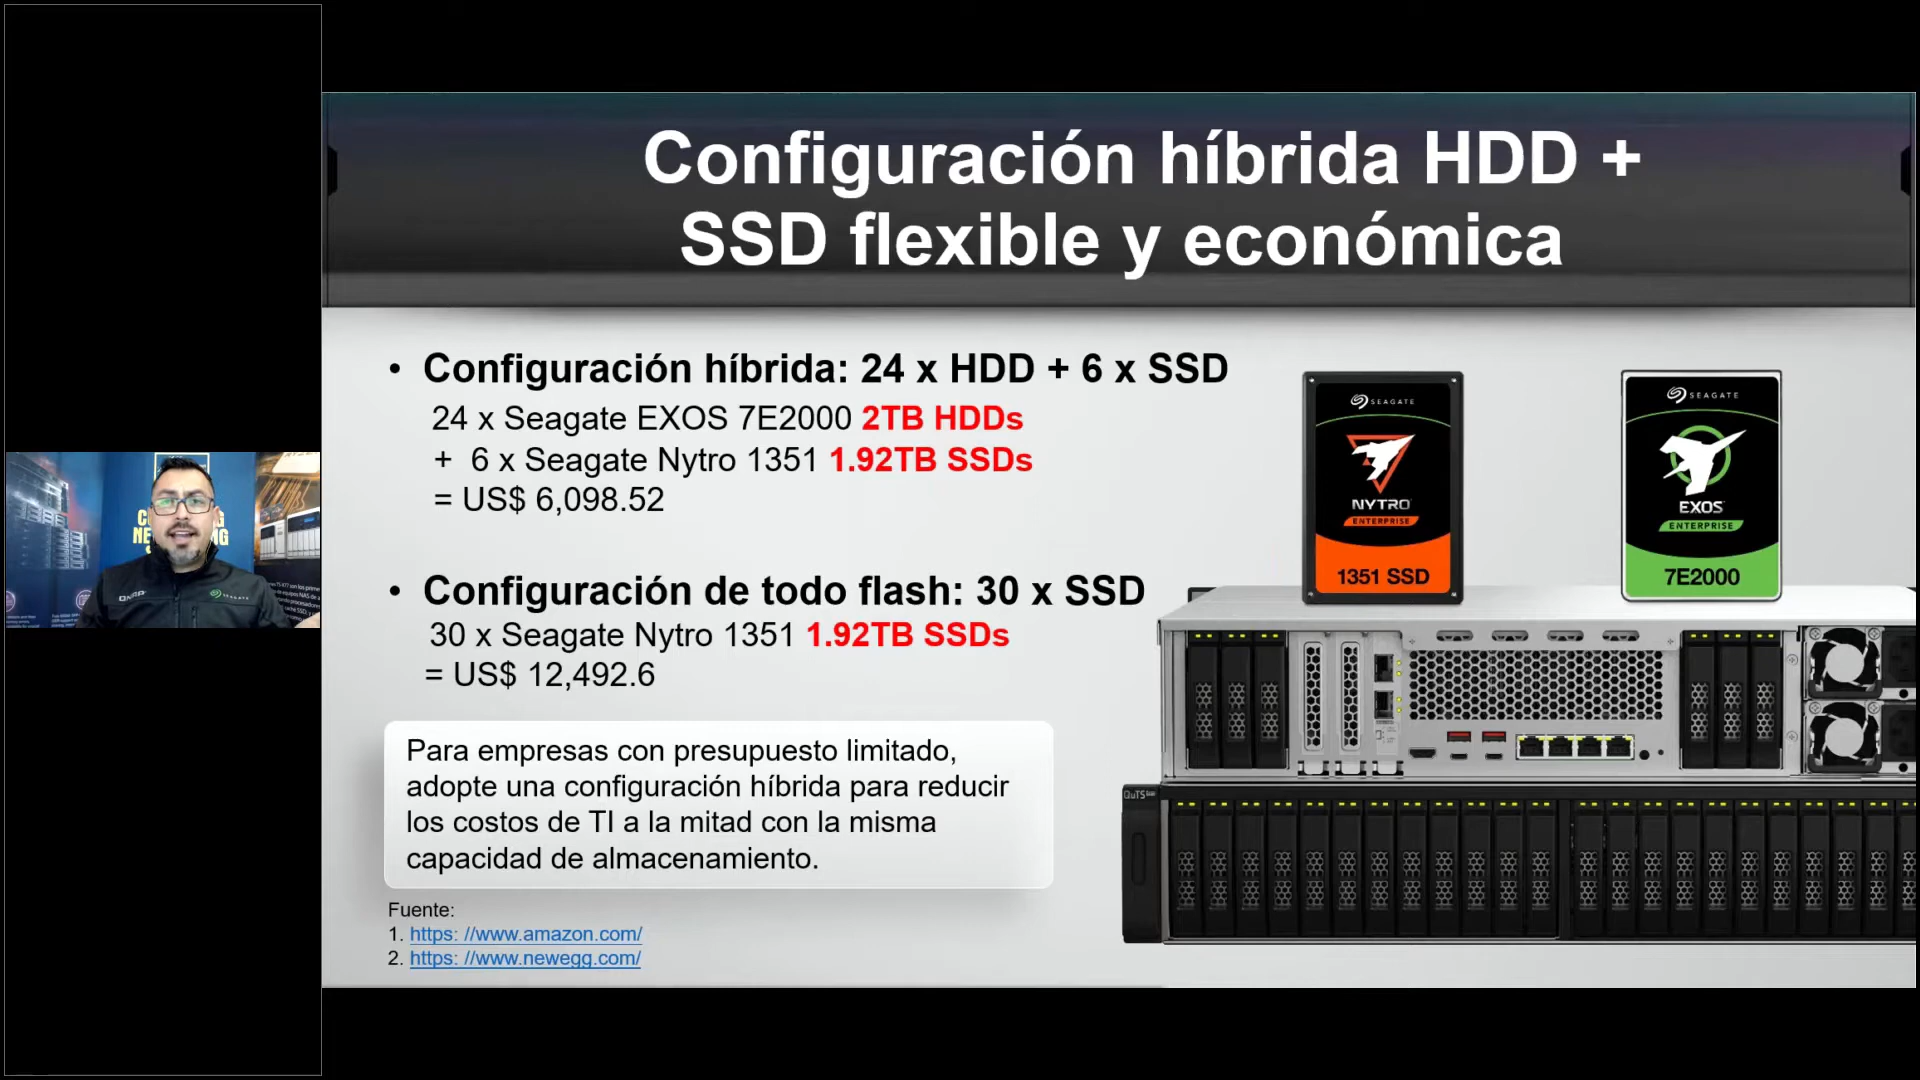 Configuración híbrida HDD +
SSD flexible y económica
• Configuración híbrida: 24 x HDD + 6 x SSD
24 x Seagate EXOS 7E2000 2TB HDDs
+ 6 x Seagate Nytro 1351 1.92TB SSDs
= US$ 6,098.52
• Configuración de todo flash: 30 x SSD
30 x Seagate Nytro 1351 1.92TB SSDs
= US$ 12,492.6
Para empresas con presupuesto limitado,
adopte una configuración híbrida para reducir
los costos de TI a la mitad con la misma
capacidad de almacenamiento.
Fuente:
1. https: //www.amazon.com/
2. https: //www.newegg.com/
SEAGATE
NYTRO
ENTERPRISE
1351 SSD
SEAGATE
EXOS
ENTERPRISE
7E2000
QuTS
SEAGATE